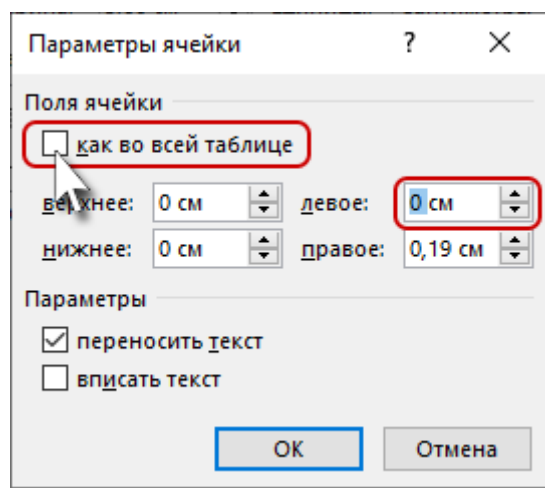 Параметры ячейки ? ×
Поля ячейки
как во всей таблице
верхнее: 0 см левое: 0 см
нижнее: 0 см правое: 0,19 см
Параметры
переносить текст
вписать текст
ОК Отмена